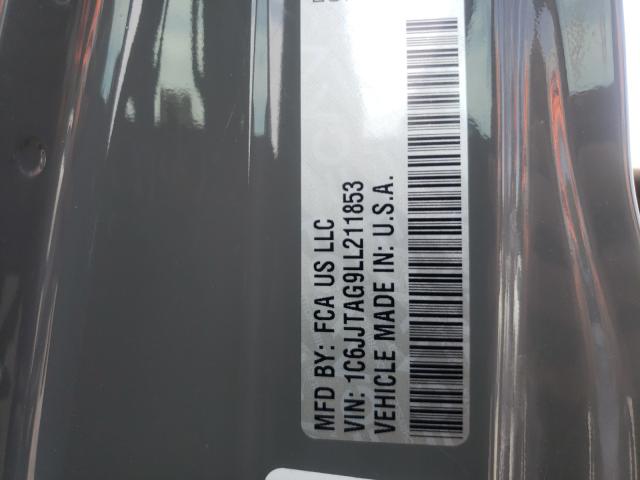 MFD BY: FCA US LLC
VIN: 1C6JJTAG9LL211853
VEHICLE MADE IN: U.S.A.